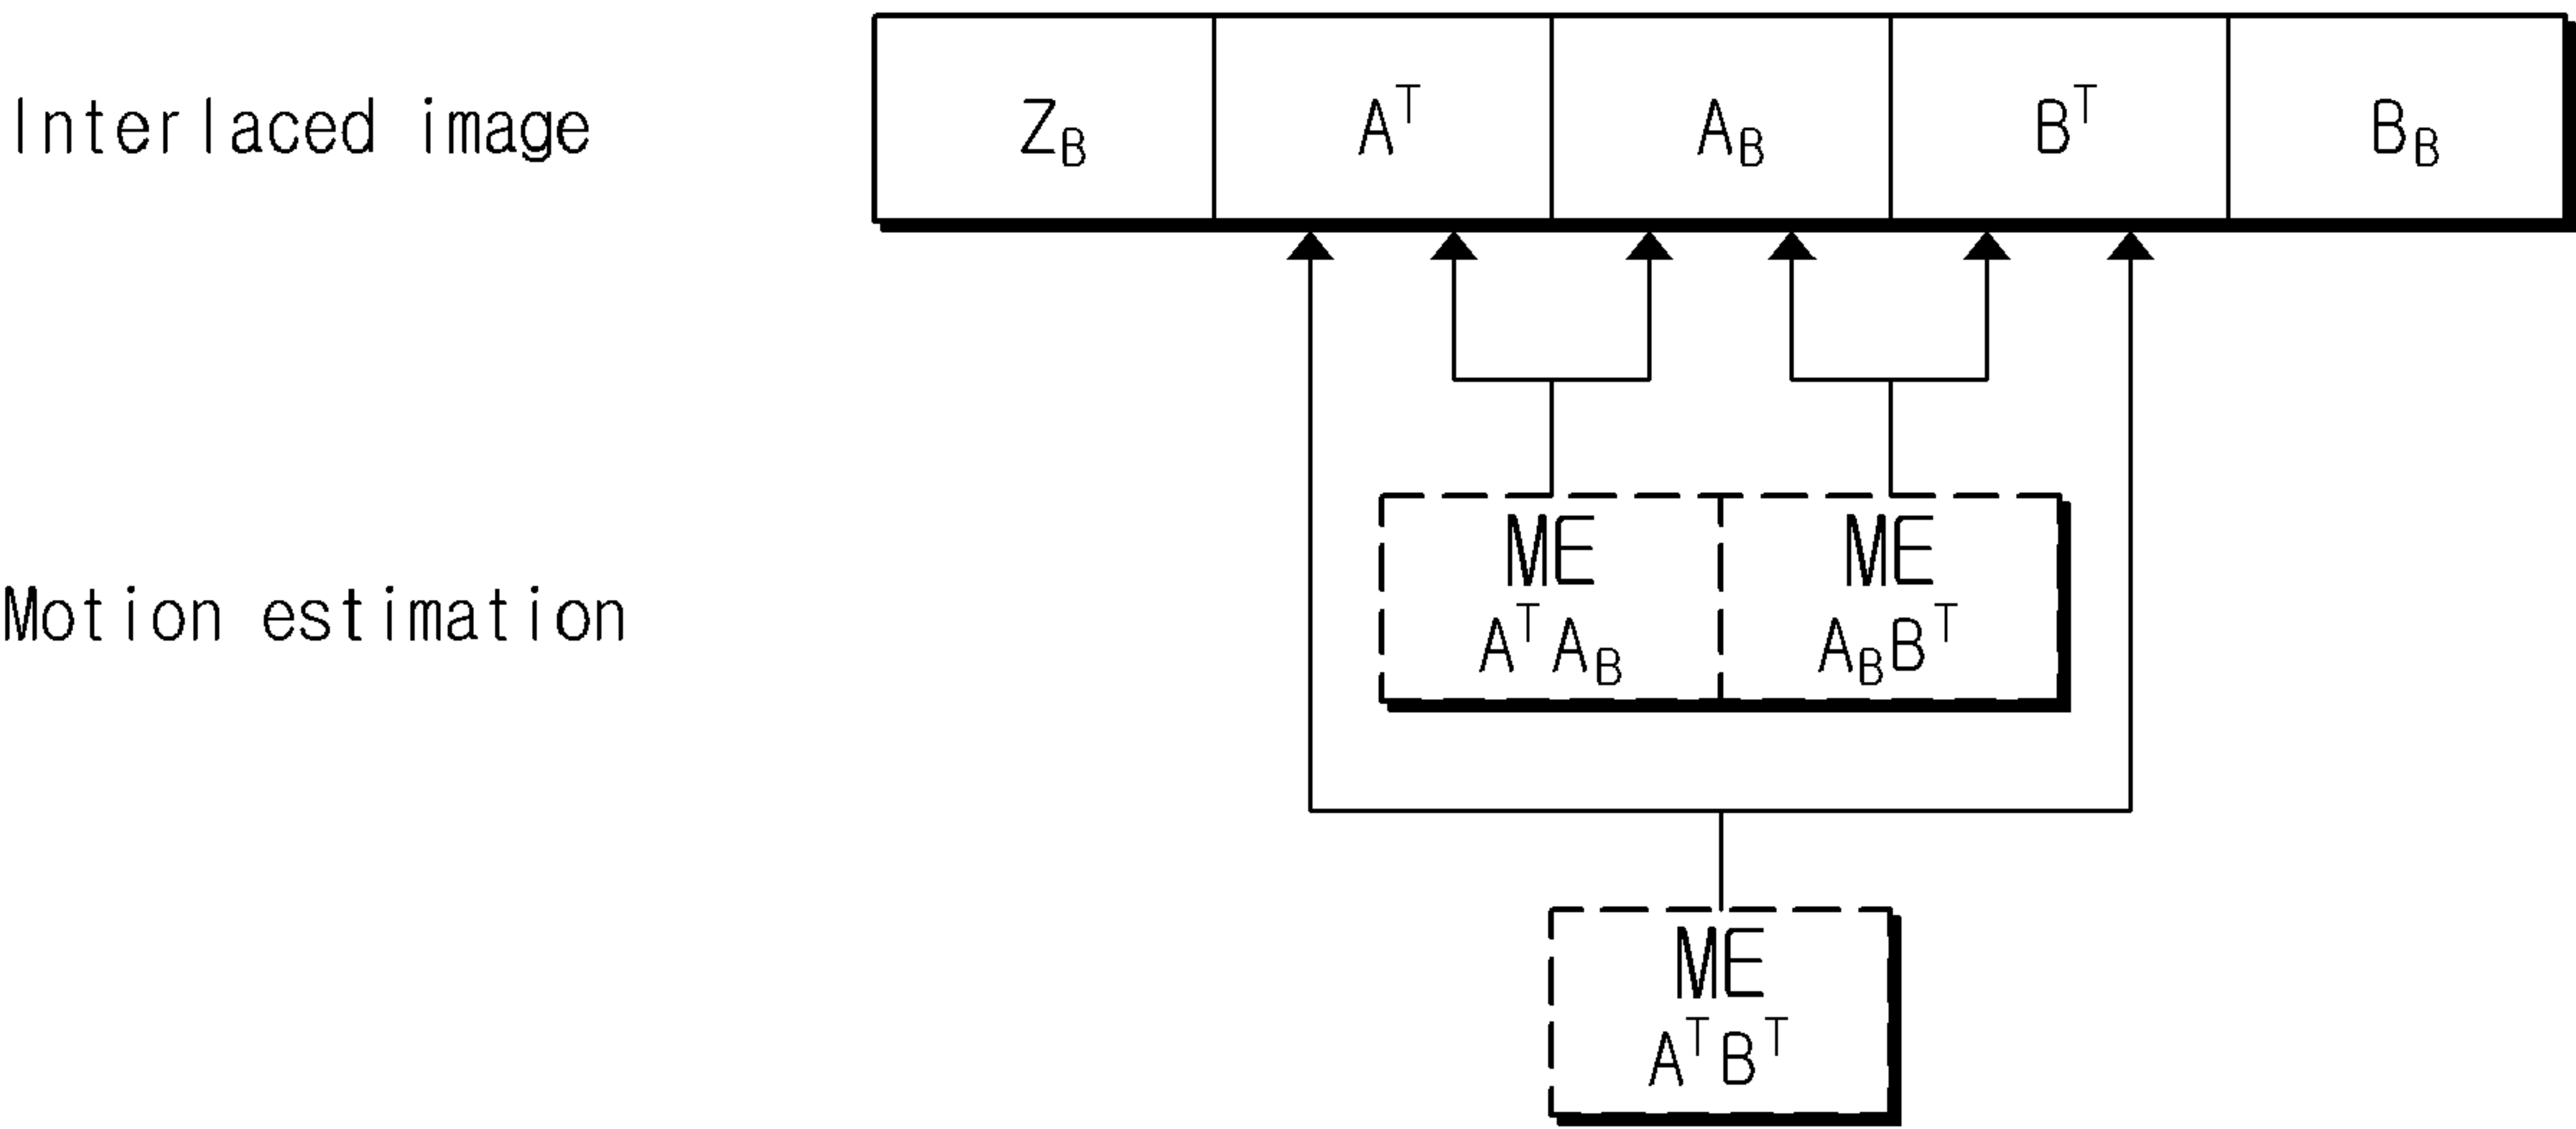 Interlaced image Z_B A^T A_B B^T B_B
ME ME
Motion estimation A^T A_B A_B B^T
ME
A^T B^T